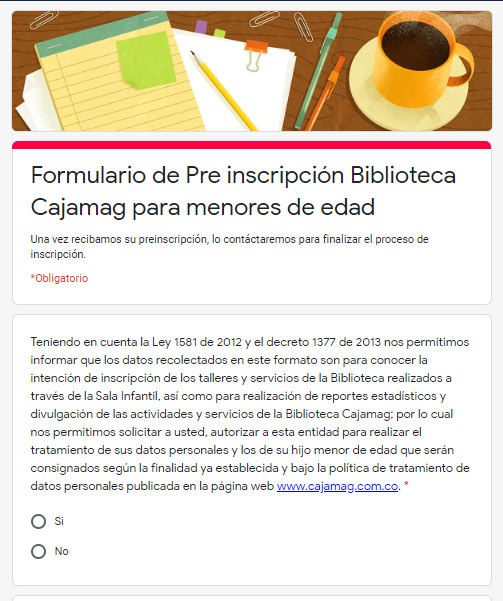 Formulario de Pre inscripción Biblioteca
Cajamag para menores de edad
Una vez recibamos su preinscripción, lo contáctaremos para finalizar el proceso de
inscripción.
*Obligatorio
Teniendo en cuenta la Ley 1581 de 2012 y el decreto 1377 de 2013 nos permitimos
informar que los datos recolectados en este formato son para conocer la
intención de inscripción de los talleres y servicios de la Biblioteca realizados a
través de la Sala Infantil, así como para realización de reportes estadísticos y
divulgación de las actividades y servicios de la Biblioteca Cajamag; por lo cual
nos permitimos solicitar a usted, autorizar a esta entidad para realizar el
tratamiento de sus datos personales y los de su hijo menor de edad que serán
consignados según la finalidad ya establecida y bajo la política de tratamiento de
datos personales publicada en la página web www.cajamag.com.co. *
Si
No